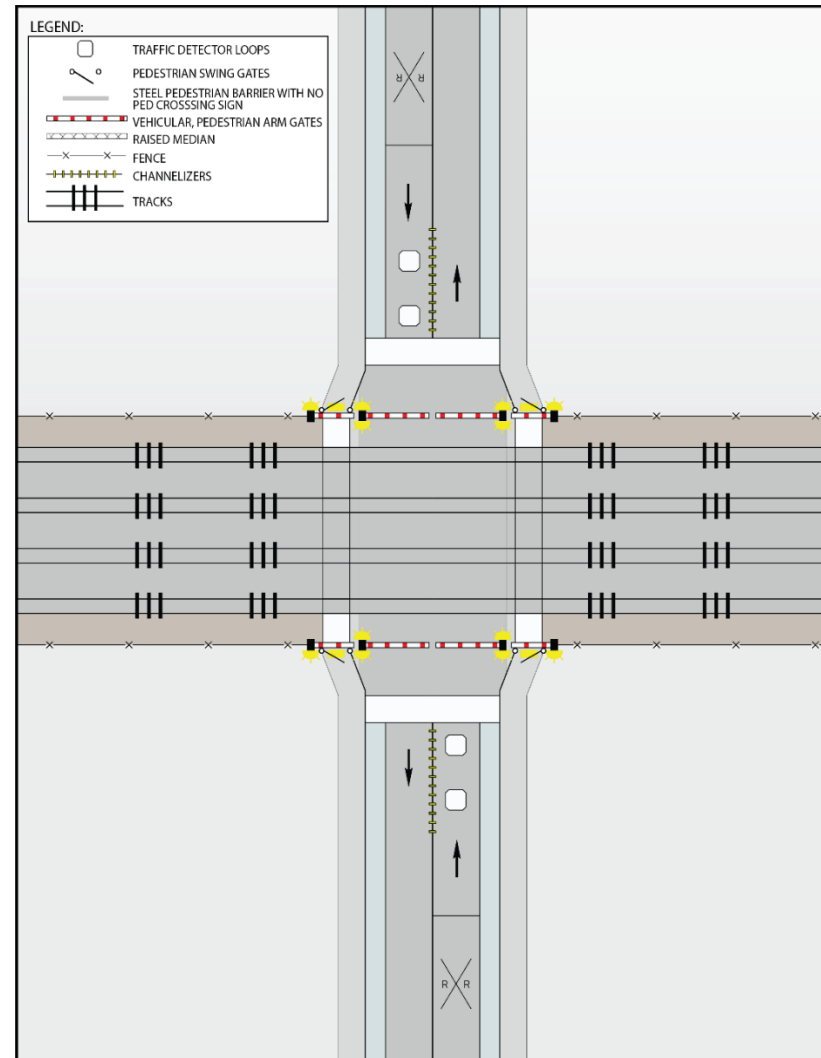 LEGEND:
TRAFFIC DETECTOR LOOPS
PEDESTRIAN SWING GATES
STEEL PEDESTRIAN BARRIER WITH NO
PED CROSSSING SIGN
VEHICULAR, PEDESTRIAN ARM GATES
RAISED MEDIAN
FENCE
CHANNELIZERS
TRACKS
R R
R R